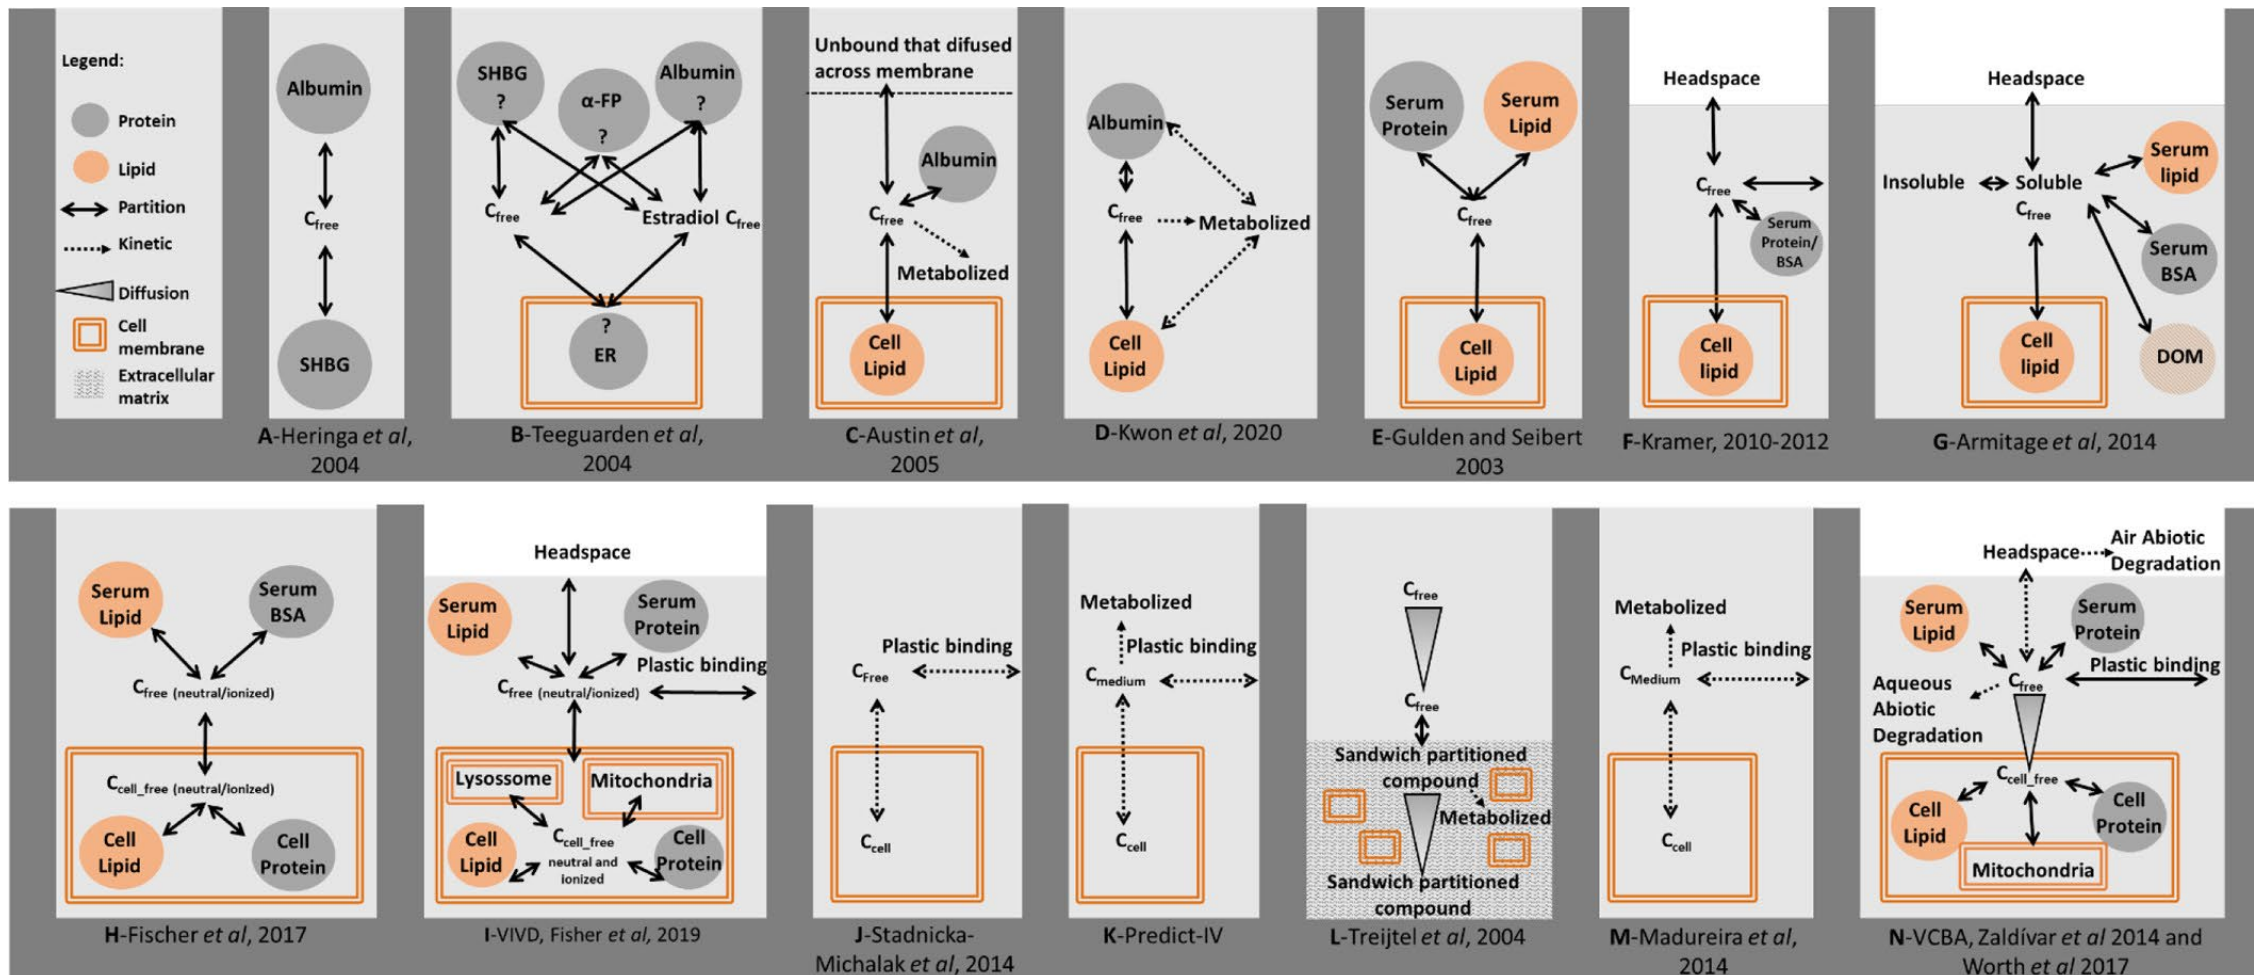 Legend:
Protein
Lipid
Partition
Kinetic
Diffusion
Cell
membrane
Extracellular
matrix
Albumin
Cfree
SHBG
A-Heringa et al,
2004
SHBG
?
α-FP
?
Albumin
?
Cfree
Estradiol Cfree
?
ER
B-Teeguarden et al,
2004
Unbound that difused
across membrane
Albumin
Cfree
Metabolized
Cell
Lipid
C-Austin et al,
2005
Albumin
Cfree
Metabolized
Cell
Lipid
D-Kwon et al, 2020
Serum
Protein
Serum
Lipid
Cfree
Cell
Lipid
E-Gulden and Seibert
2003
Headspace
Cfree
Serum
Protein/
BSA
Cell
lipid
F-Kramer, 2010-2012
Headspace
Serum
lipid
Insoluble
Soluble
Cfree
Serum
BSA
Cell
lipid
DOM
G-Armitage et al, 2014
Serum
Lipid
Serum
BSA
Cfree (neutral/ionized)
Ccell_free (neutral/ionized)
Cell
Lipid
Cell
Protein
H-Fischer et al, 2017
Headspace
Serum
Lipid
Serum
Protein
Plastic binding
Cfree (neutral/ionized)
Lysossome
Mitochondria
Cell
Lipid
Ccell_free
neutral and
ionized
Cell
Protein
I-VIVD, Fisher et al, 2019
Plastic binding
CFree
Ccell
J-Stadnicka-
Michalak et al, 2014
Metabolized
Plastic binding
Cmedium
Ccell
K-Predict-IV
Cfree
Cfree
Sandwich partitioned
compound
Metabolized
Sandwich partitioned
compound
L-Treijtel et al, 2004
Metabolized
Plastic binding
CMedium
Ccell
M-Madureira et al,
2014
Headspace
Air Abiotic
Degradation
Serum
Lipid
Serum
Protein
Plastic binding
Cfree
Aqueous
Abiotic
Degradation
Ccell_free
Cell
Lipid
Cell
Protein
Mitochondria
N-VCBA, Zaldívar et al 2014 and
Worth et al 2017